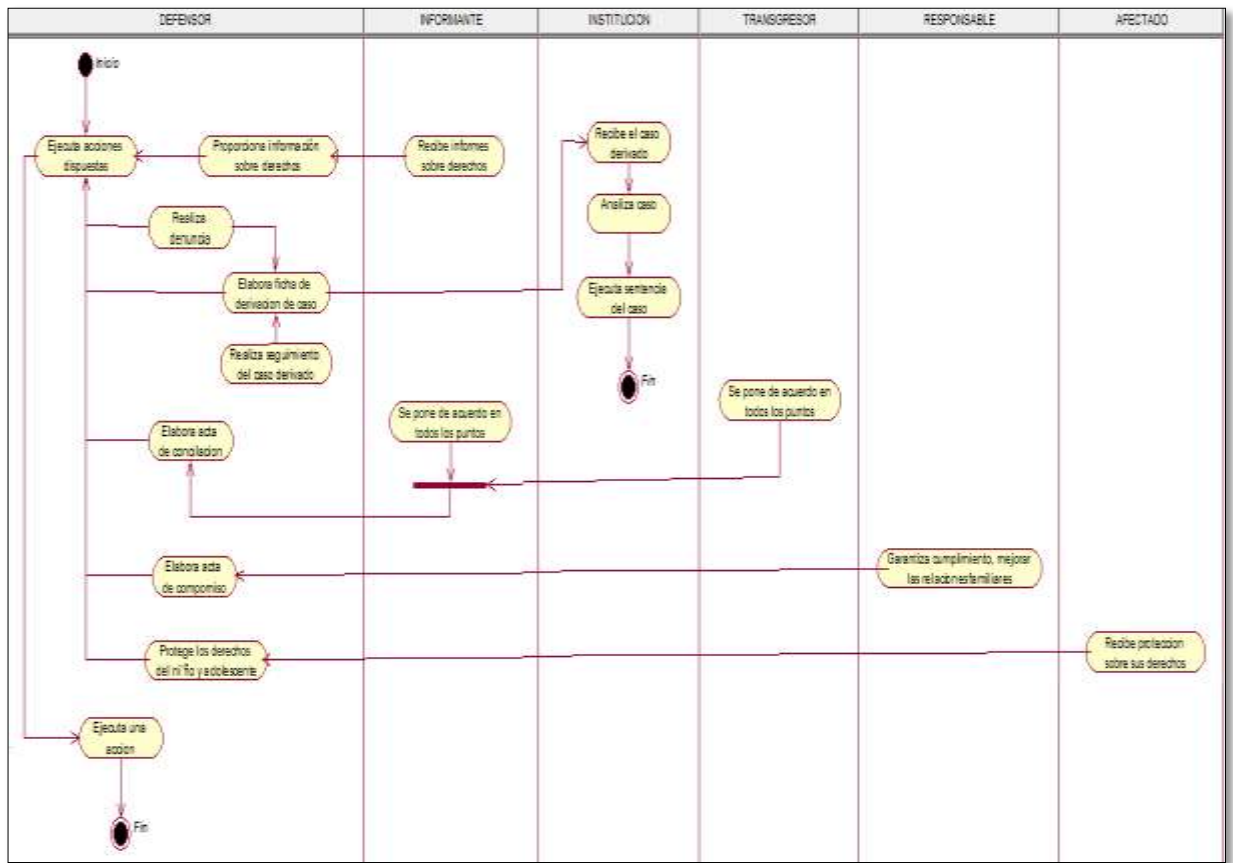 DEFENSOR
INFORMANTE
INSTITUCION
TRANSGRESOR
RESPONSABLE
AFECTADO
Inicio
Ejecuta acciones
dispuestas
Proporciona información
sobre derechos
Recibe informes
sobre derechos
Recibe el caso
derivado
Realiza
denuncia
Analiza caso
Elabora ficha de
derivacion de caso
Ejecuta sentencia
del caso
Realiza seguimiento
del caso derivado
Fin
Se pone de acuerdo en
todos los puntos
Se pone de acuerdo en
todos los puntos
Elabora acta
de conciliacion
Elabora acta
de compomiso
Garantiza cumplimiento, mejorar
las relacionesfamiliares
Protege los derechos
del ni´ño y adolescente
Recibe proteccion
sobre sus derechos
Ejecuta una
accion
Fin